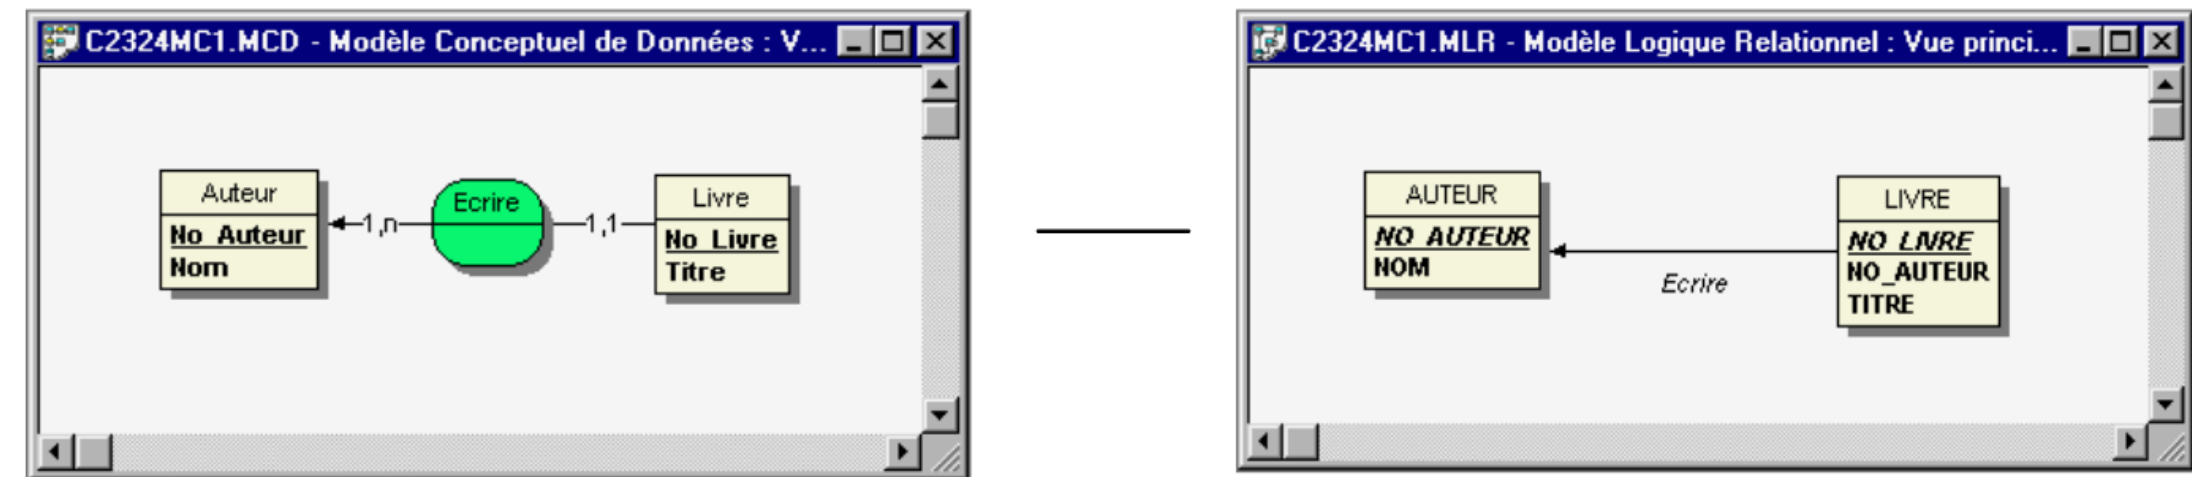 C2324MC1.MCD - Modèle Conceptuel de Données : V...
Auteur
No_Auteur
Nom
1,n
Ecrire
1,1
Livre
No_Livre
Titre
C2324MC1.MLR - Modèle Logique Relationnel : Vue princi...
AUTEUR
NO_AUTEUR
NOM
Ecrire
LIVRE
NO_LIVRE
NO_AUTEUR
TITRE